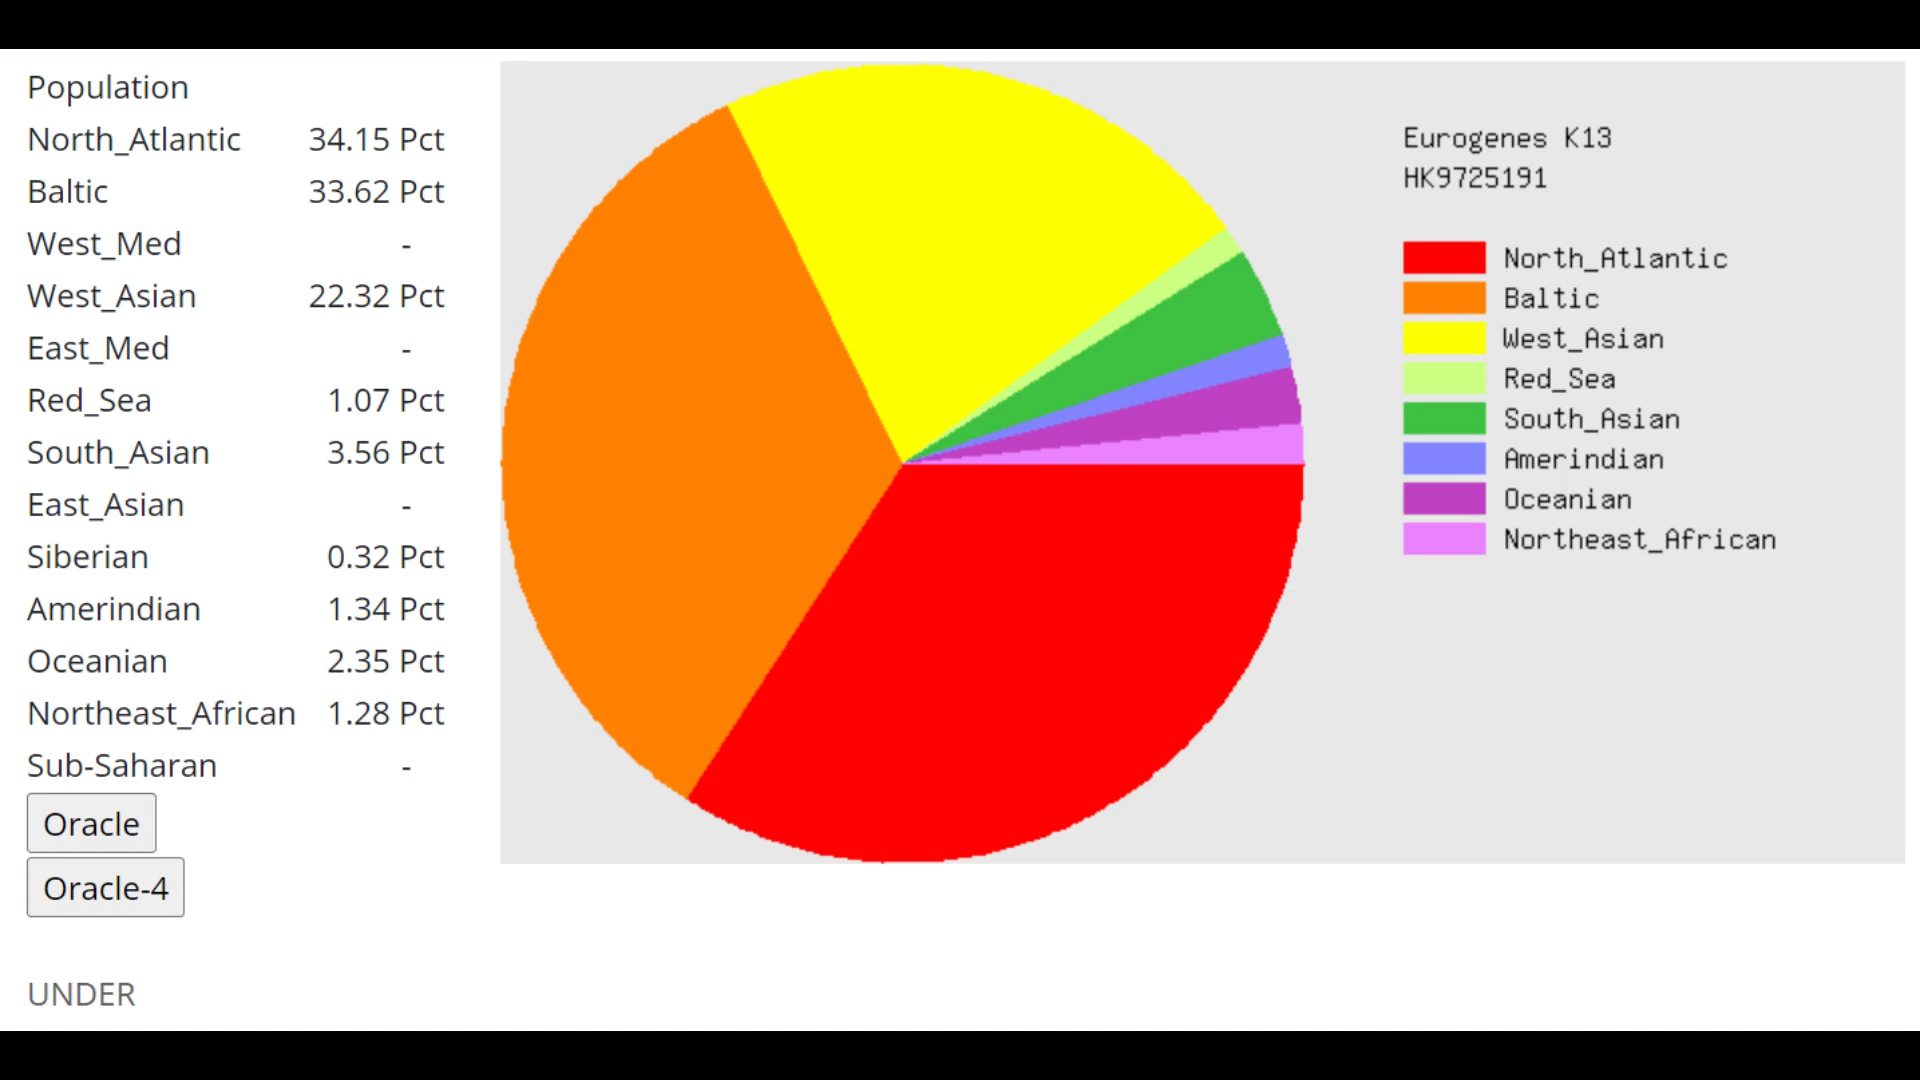 Population
North_Atlantic 34.15 Pct
Baltic 33.62 Pct
West_Med -
West_Asian 22.32 Pct
East_Med -
Red_Sea 1.07 Pct
South_Asian 3.56 Pct
East_Asian -
Siberian 0.32 Pct
Amerindian 1.34 Pct
Oceanian 2.35 Pct
Northeast_African 1.28 Pct
Sub-Saharan -
Oracle
Oracle-4
UNDER
Eurogenes K13
HK9725191
North_Atlantic
Baltic
West_Asian
Red_Sea
South_Asian
Amerindian
Oceanian
Northeast_African